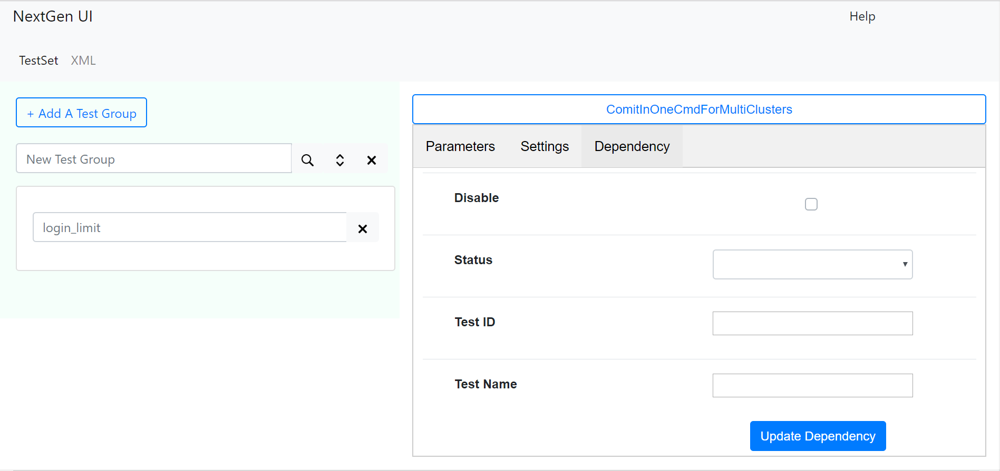 NextGen UI
Help
TestSet XML
+ Add A Test Group
New Test Group
login_limit
ComitInOneCmdForMultiClusters
Parameters Settings Dependency
Disable
Status
Test ID
Test Name
Update Dependency